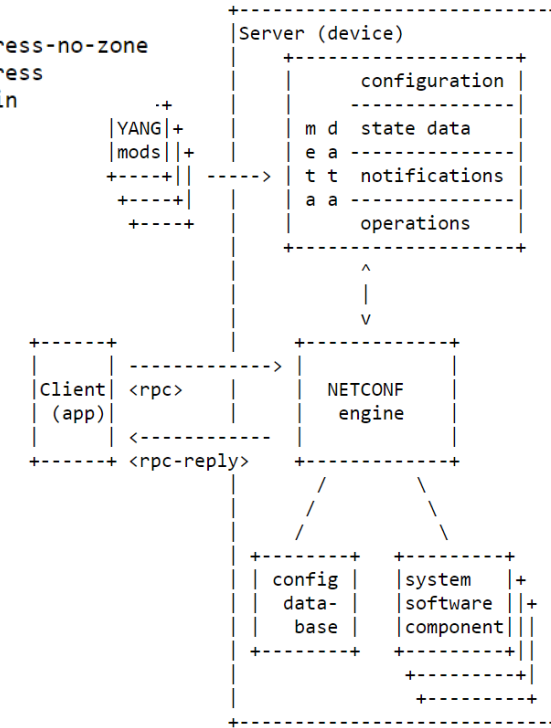 ress-no-zone
ress
in
Server (device)
configuration
YANG
mods
m d state data
e a
t t notifications
a a
operations
Client
(app)
<rpc>
<rpc-reply>
NETCONF
engine
config
data-
base
system
software
component